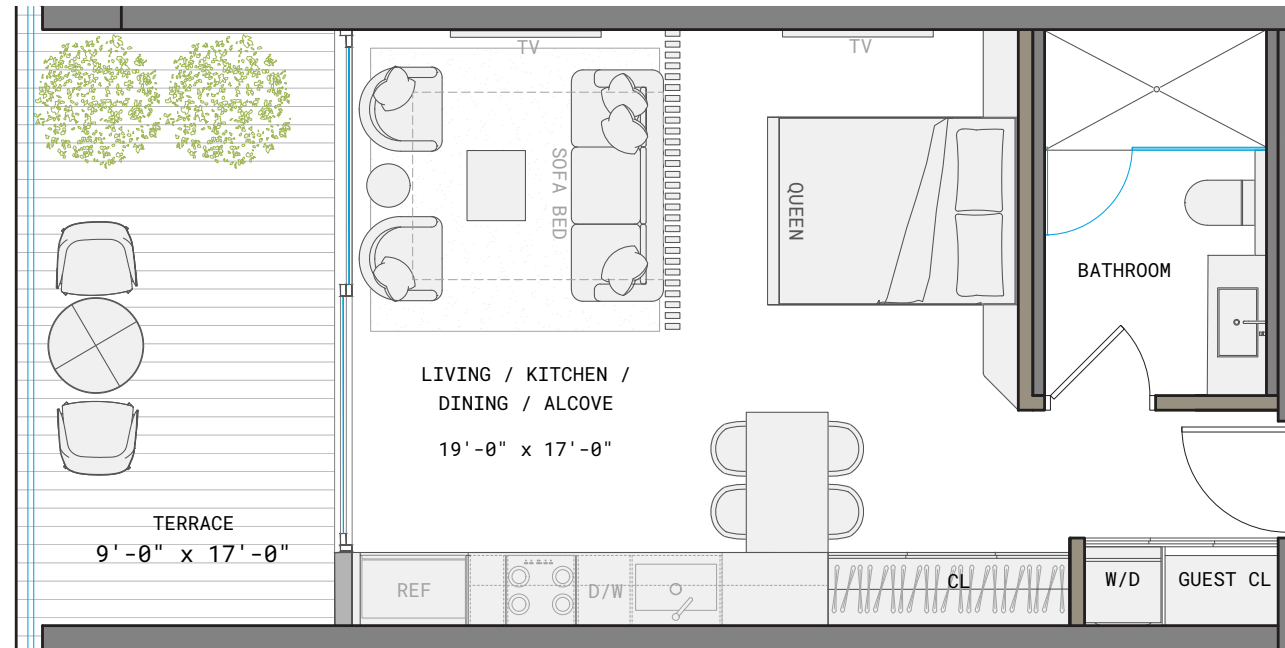 TV
TV
SOFA BED
QUEEN
BATHROOM
LIVING / KITCHEN /
DINING / ALCOVE
19'-0" x 17'-0"
TERRACE
9'-0" x 17'-0"
REF
D/W
CL
W/D
GUEST CL